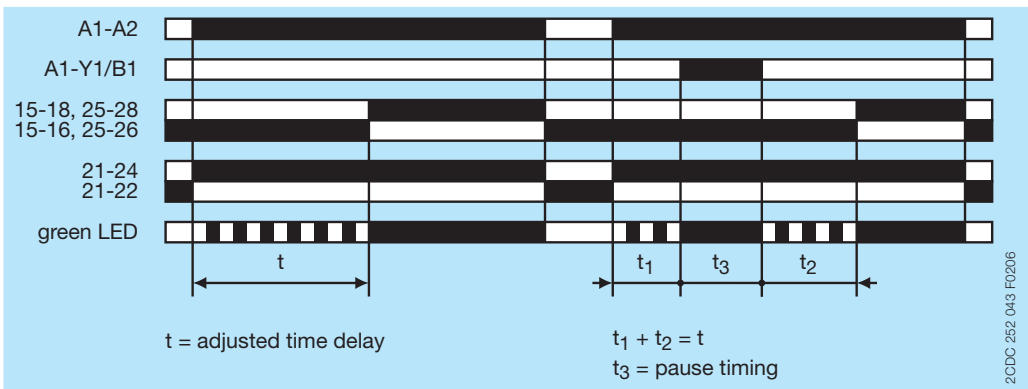 A1-A2
A1-Y1/B1
15-18, 25-28
15-16, 25-26
21-24
21-22
green LED
t
t1
t3
t2
t = adjusted time delay
t1 + t2 = t
t3 = pause timing
2CDC 252 043 F0206